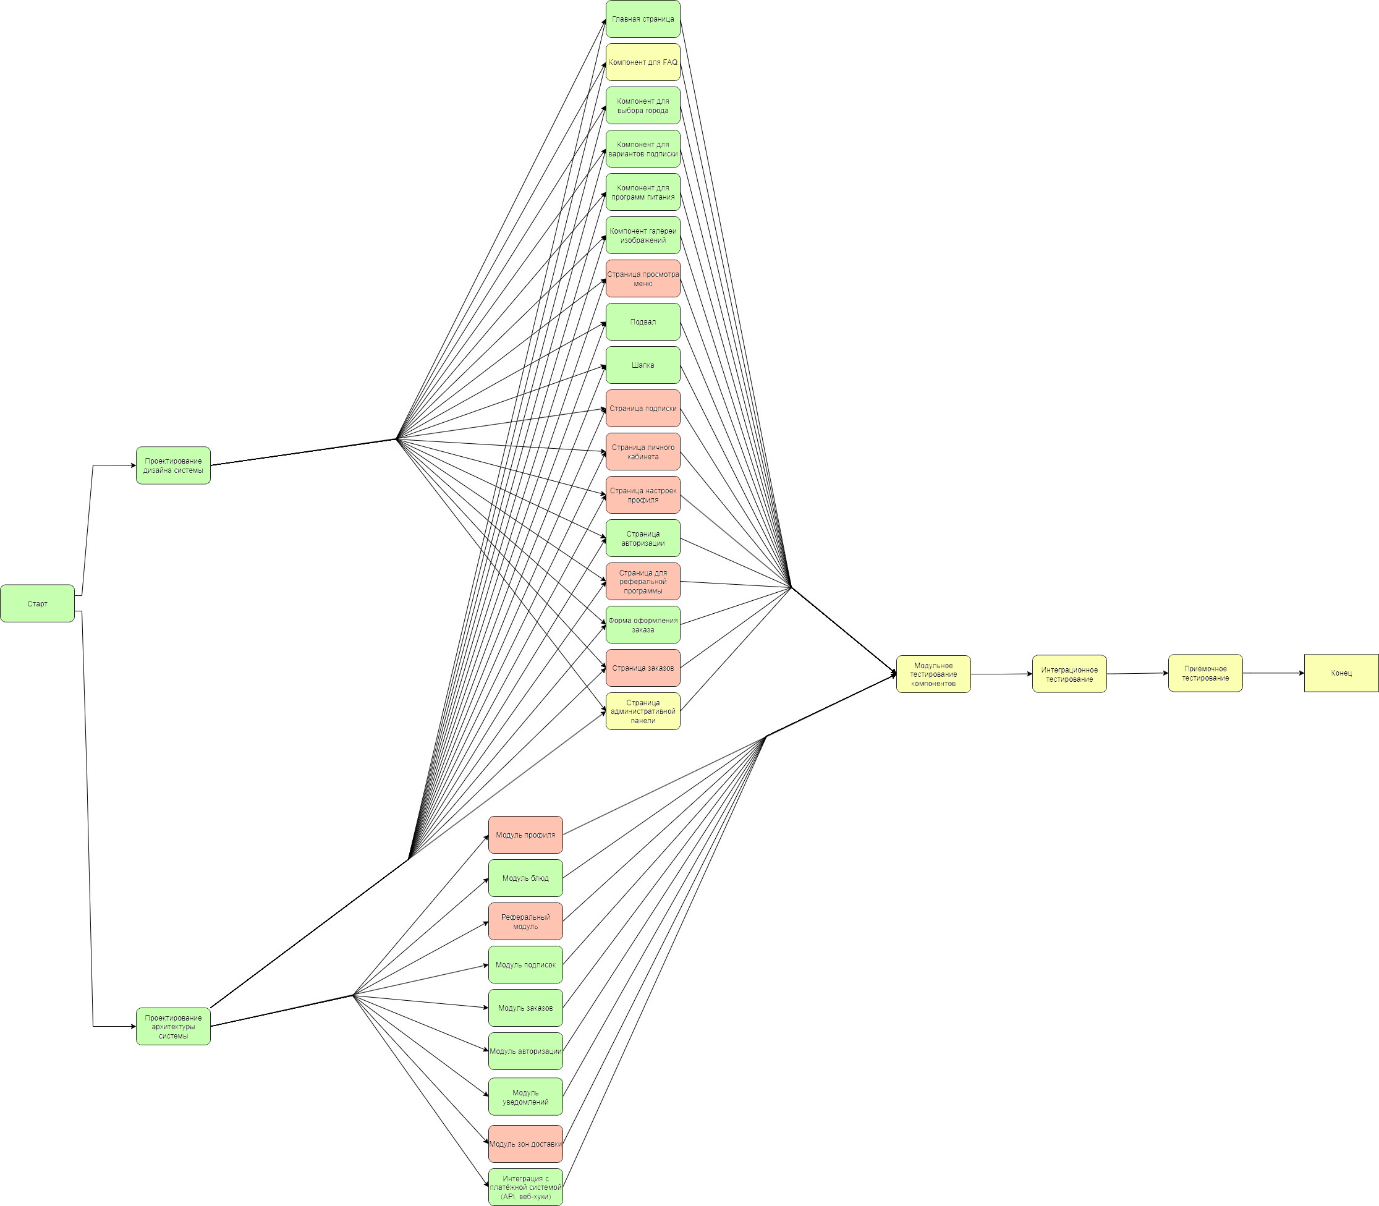 Главная страница
Компонент для FAQ
Компонент для
выбора города
Компонент для
вариантов подписки
Компонент для
программ питания
Компонент галереи
изображений
Страница просмотра
меню
Подвал
Шапка
Страница подписки
Страница личного
кабинета
Страница настроек
профиля
Страница
авторизации
Страница для
реферальной
программы
Форма оформления
заказа
Страница заказов
Страница
административной
панели
Проектирование
дизайна системы
Старт
Проектирование
архитектуры
системы
Модуль профиля
Модуль блюд
Реферальный
модуль
Модуль подписок
Модуль заказов
Модуль авторизации
Модуль
уведомлений
Модуль зон доставки
Интеграция с
платёжной системой
(API, веб-хуки)
Модульное
тестирование
компонентов
Интеграционное
тестирование
Приёмочное
тестирование
Конец